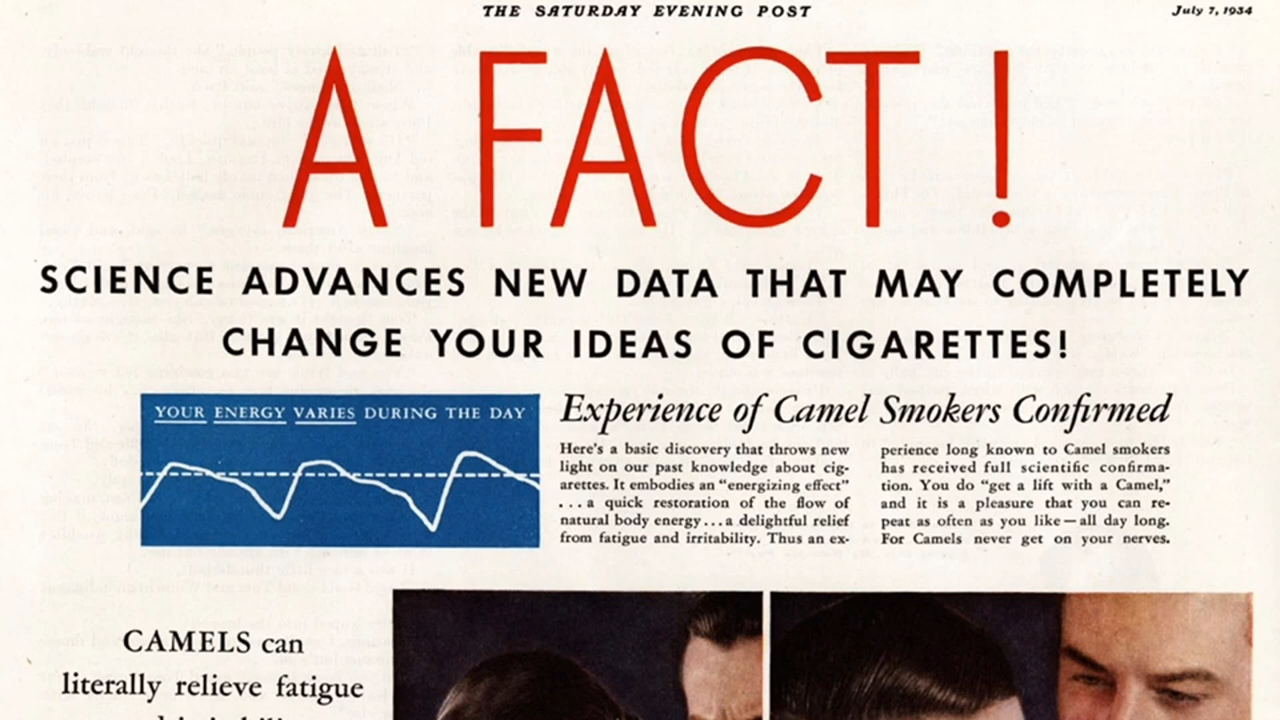 THE SATURDAY EVENING POST
July 7, 1934
A FACT!
SCIENCE ADVANCES NEW DATA THAT MAY COMPLETELY
CHANGE YOUR IDEAS OF CIGARETTES!
YOUR ENERGY VARIES DURING THE DAY
Experience of Camel Smokers Confirmed
Here's a basic discovery that throws new
light on our past knowledge about cig-
arettes. It embodies an “energizing effect”
...a quick restoration of the flow of
natural body energy...a delightful relief
from fatigue and irritability. Thus an ex-
perience long known to Camel smokers
has received full scientific confirma-
tion. You do “get a lift with a Camel,”
and it is a pleasure that you can re-
peat as often as you like—all day long.
For Camels never get on your nerves.
CAMELS can
literally relieve fatigue